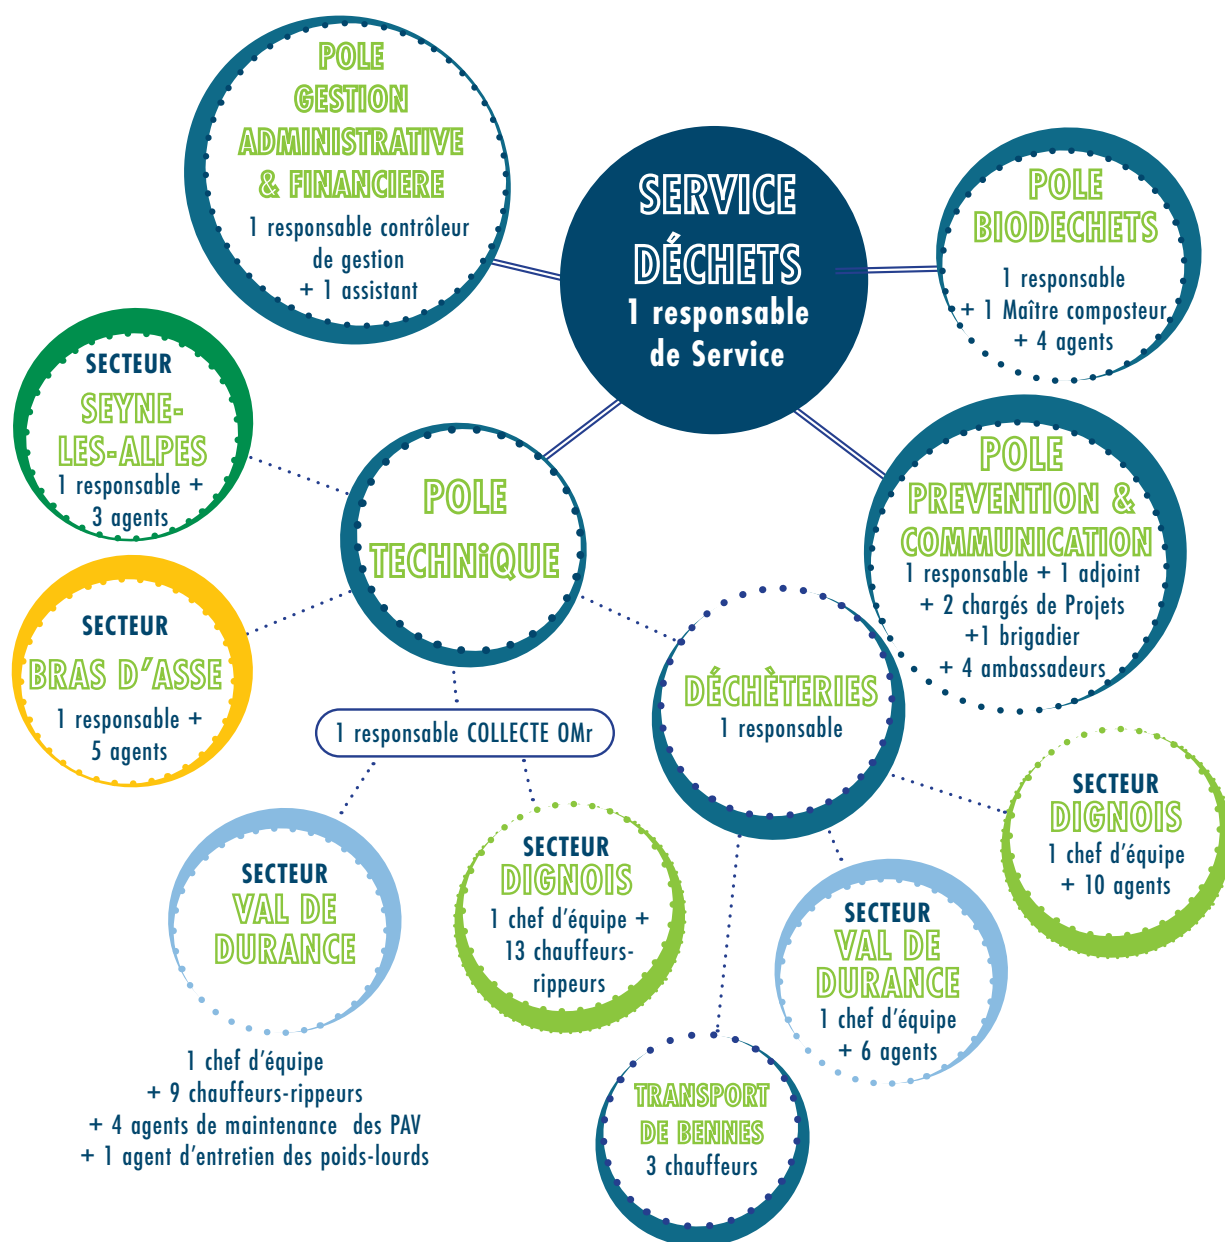 POLE
GESTION
ADMINISTRATIVE
& FINANCIERE
1 responsable contrôleur
de gestion
+ 1 assistant
SERVICE
DÉCHETS
1 responsable
de Service
POLE
BIODECHETS
1 responsable
+ 1 Maître composteur
+ 4 agents
SECTEUR
SEYNE-
LES-ALPES
1 responsable +
3 agents
POLE
TECHNiQUE
POLE
PREVENTION &
COMMUNICATION
1 responsable + 1 adjoint
+ 2 chargés de Projets
+1 brigadier
+ 4 ambassadeurs
SECTEUR
BRAS D'ASSE
1 responsable +
5 agents
1 responsable COLLECTE OMr
DÉCHÈTERIES
1 responsable
SECTEUR
VAL DE
DURANCE
1 chef d'équipe
+ 9 chauffeurs-rippeurs
+ 4 agents de maintenance des PAV
+ 1 agent d'entretien des poids-lourds
SECTEUR
DIGNOIS
1 chef d'équipe +
13 chauffeurs-
rippeurs
SECTEUR
DIGNOIS
1 chef d'équipe
+ 10 agents
SECTEUR
VAL DE
DURANCE
1 chef d'équipe
+ 6 agents
TRANSPORT
DE BENNES
3 chauffeurs